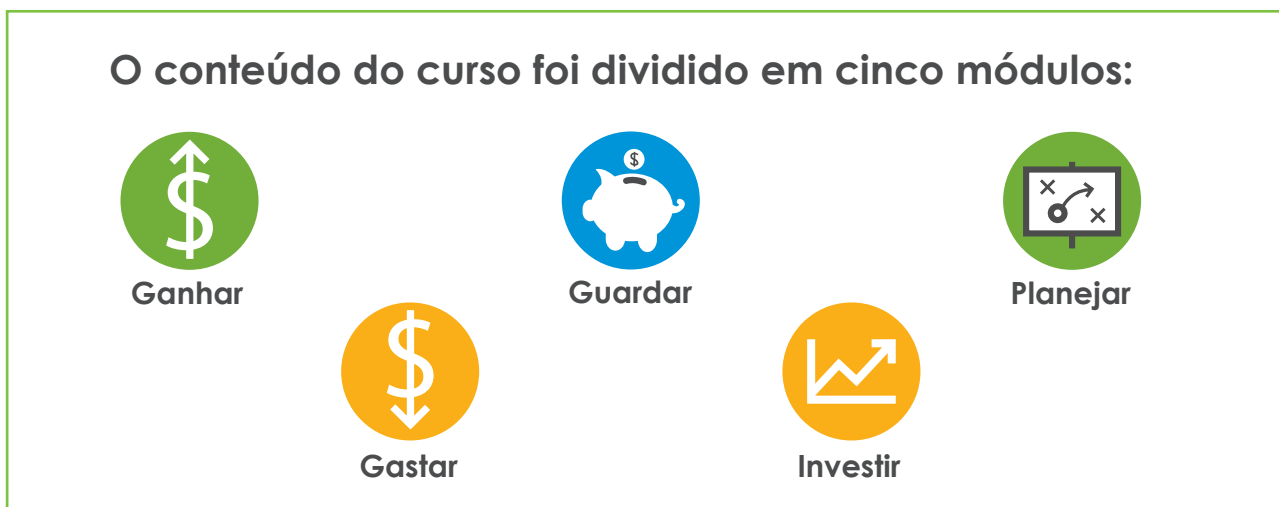 O conteúdo do curso foi dividido em cinco módulos:
Ganhar
Gastar
Guardar
Investir
Planejar